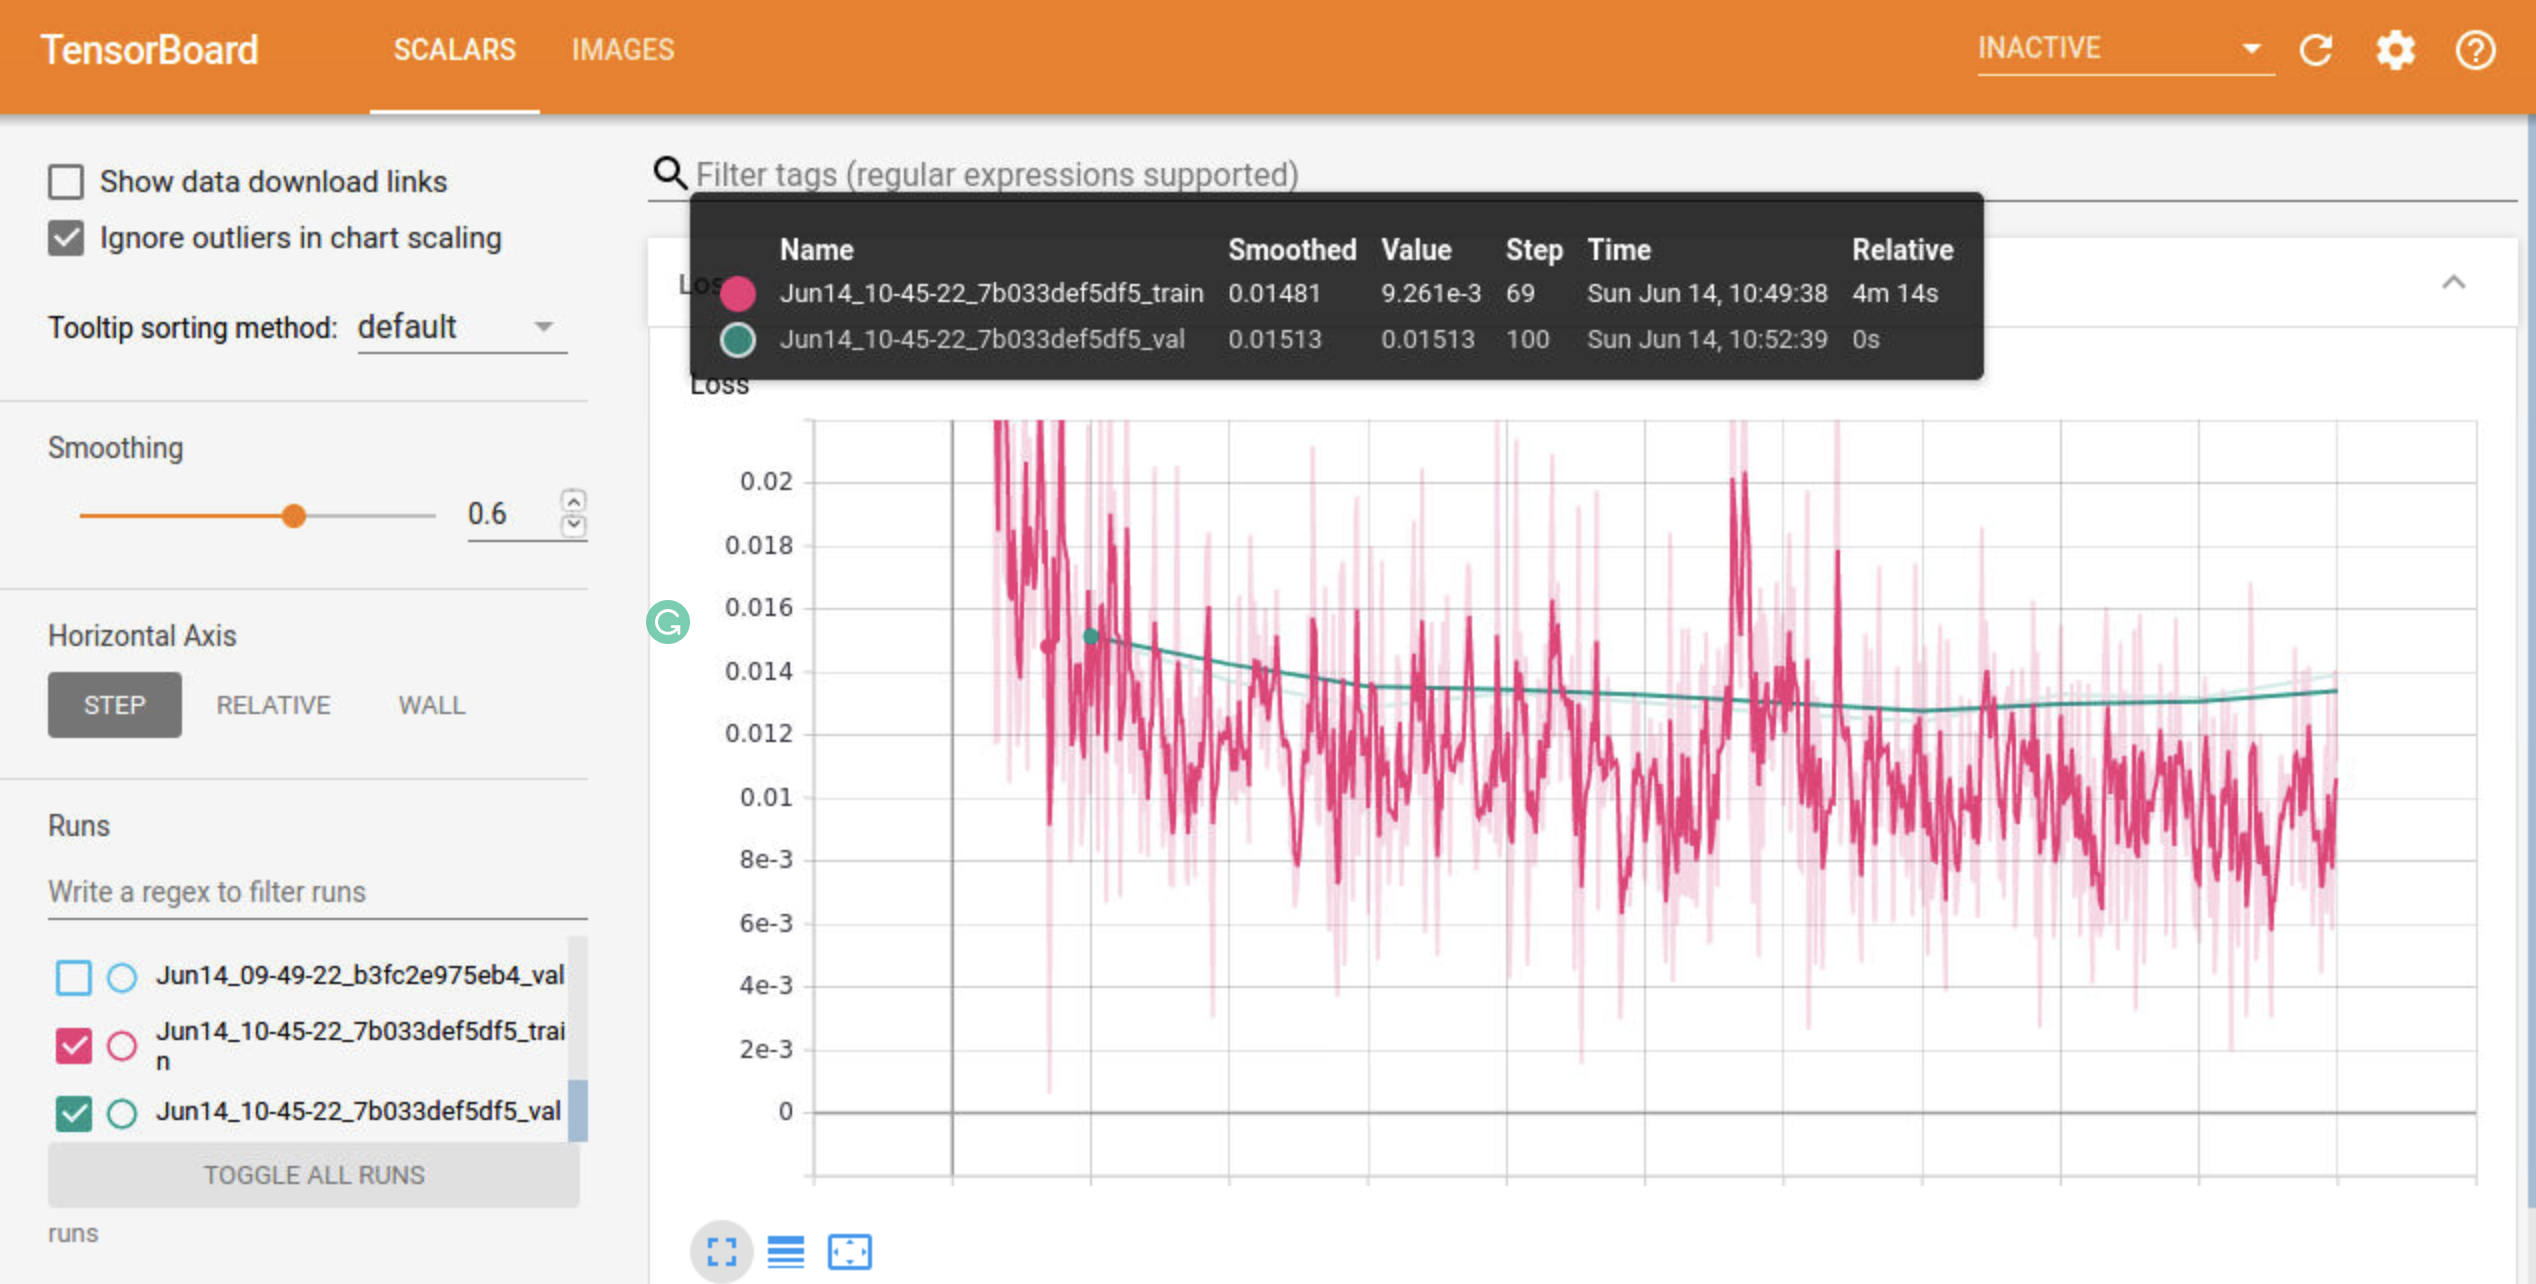 TensorBoard SCALARS IMAGES INACTIVE
Show data download links
Ignore outliers in chart scaling
Tooltip sorting method: default
Smoothing
0.6
Horizontal Axis
STEP RELATIVE WALL
Runs
Write a regex to filter runs
Jun14_09-49-22_b3fc2e975eb4_val
Jun14_10-45-22_7b033def5df5_trai
n
Jun14_10-45-22_7b033def5df5_val
TOGGLE ALL RUNS
runs
Filter tags (regular expressions supported)
Name Smoothed Value Step Time Relative
Los
Jun14_10-45-22_7b033def5df5_train 0.01481 9.261e-3 69 Sun Jun 14, 10:49:38 4m 14s
Jun14_10-45-22_7b033def5df5_val 0.01513 0.01513 100 Sun Jun 14, 10:52:39 0s
Loss
0.02
0.018
0.016
0.014
0.012
0.01
8e-3
6e-3
4e-3
2e-3
0